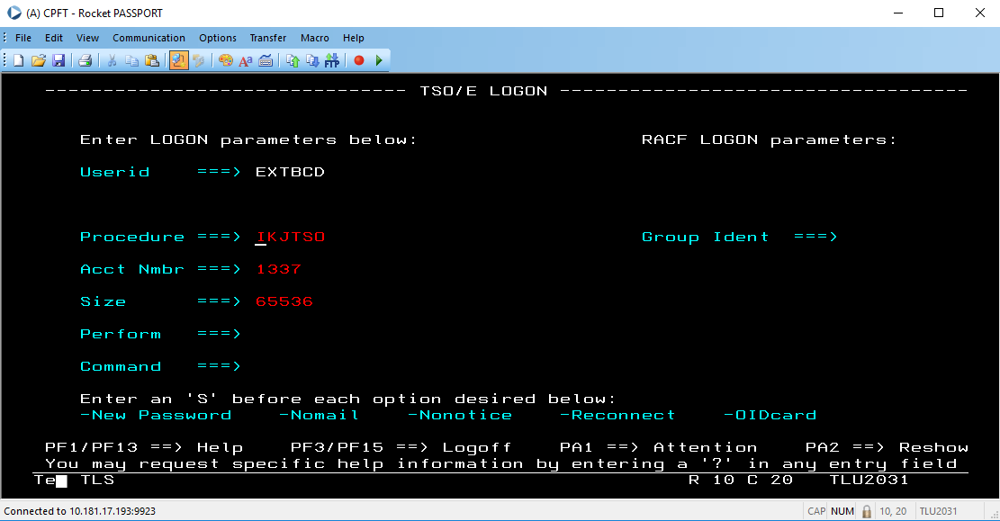 (A) CPFT - Rocket PASSPORT
File Edit View Communication Options Transfer Macro Help
FTP
------------------------------- TSO/E LOGON -----------------------------------
Enter LOGON parameters below: RACF LOGON parameters:
Userid ===> EXTBCD
Procedure ===> IKJTSO Group Ident ===>
Acct Nmbr ===> 1337
Size ===> 65536
Perform ===>
Command ===>
Enter an 'S' before each option desired below:
-New Password -Nomail -Nonotice -Reconnect -OIDcard
PF1/PF13 ==> Help PF3/PF15 ==> Logoff PA1 ==> Attention PA2 ==> Reshow
You may request specific help information by entering a '?' in any entry field
Te TLS R 10 C 20 TLU2031
Connected to 10.181.17.193:9923 CAP NUM 10, 20 TLU2031